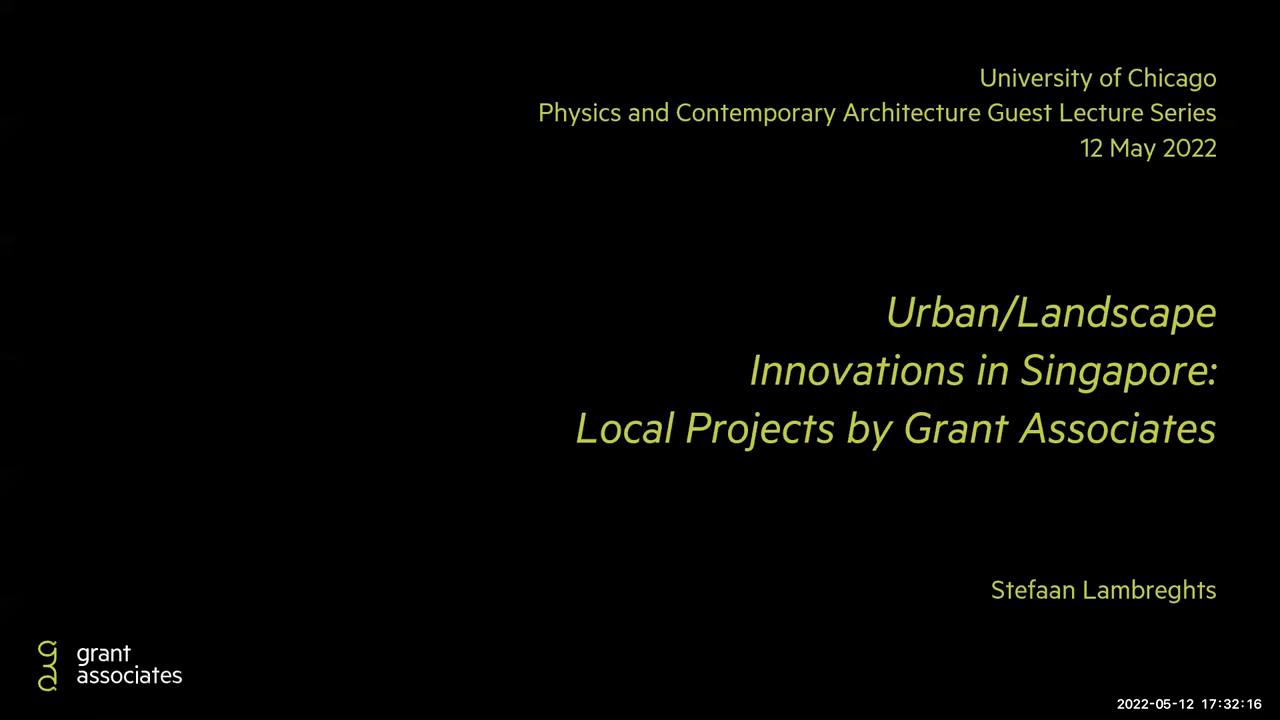 University of Chicago
Physics and Contemporary Architecture Guest Lecture Series
12 May 2022
Urban/Landscape
Innovations in Singapore:
Local Projects by Grant Associates
Stefaan Lambreghts
grant
associates
2022-05-12 17:32:16